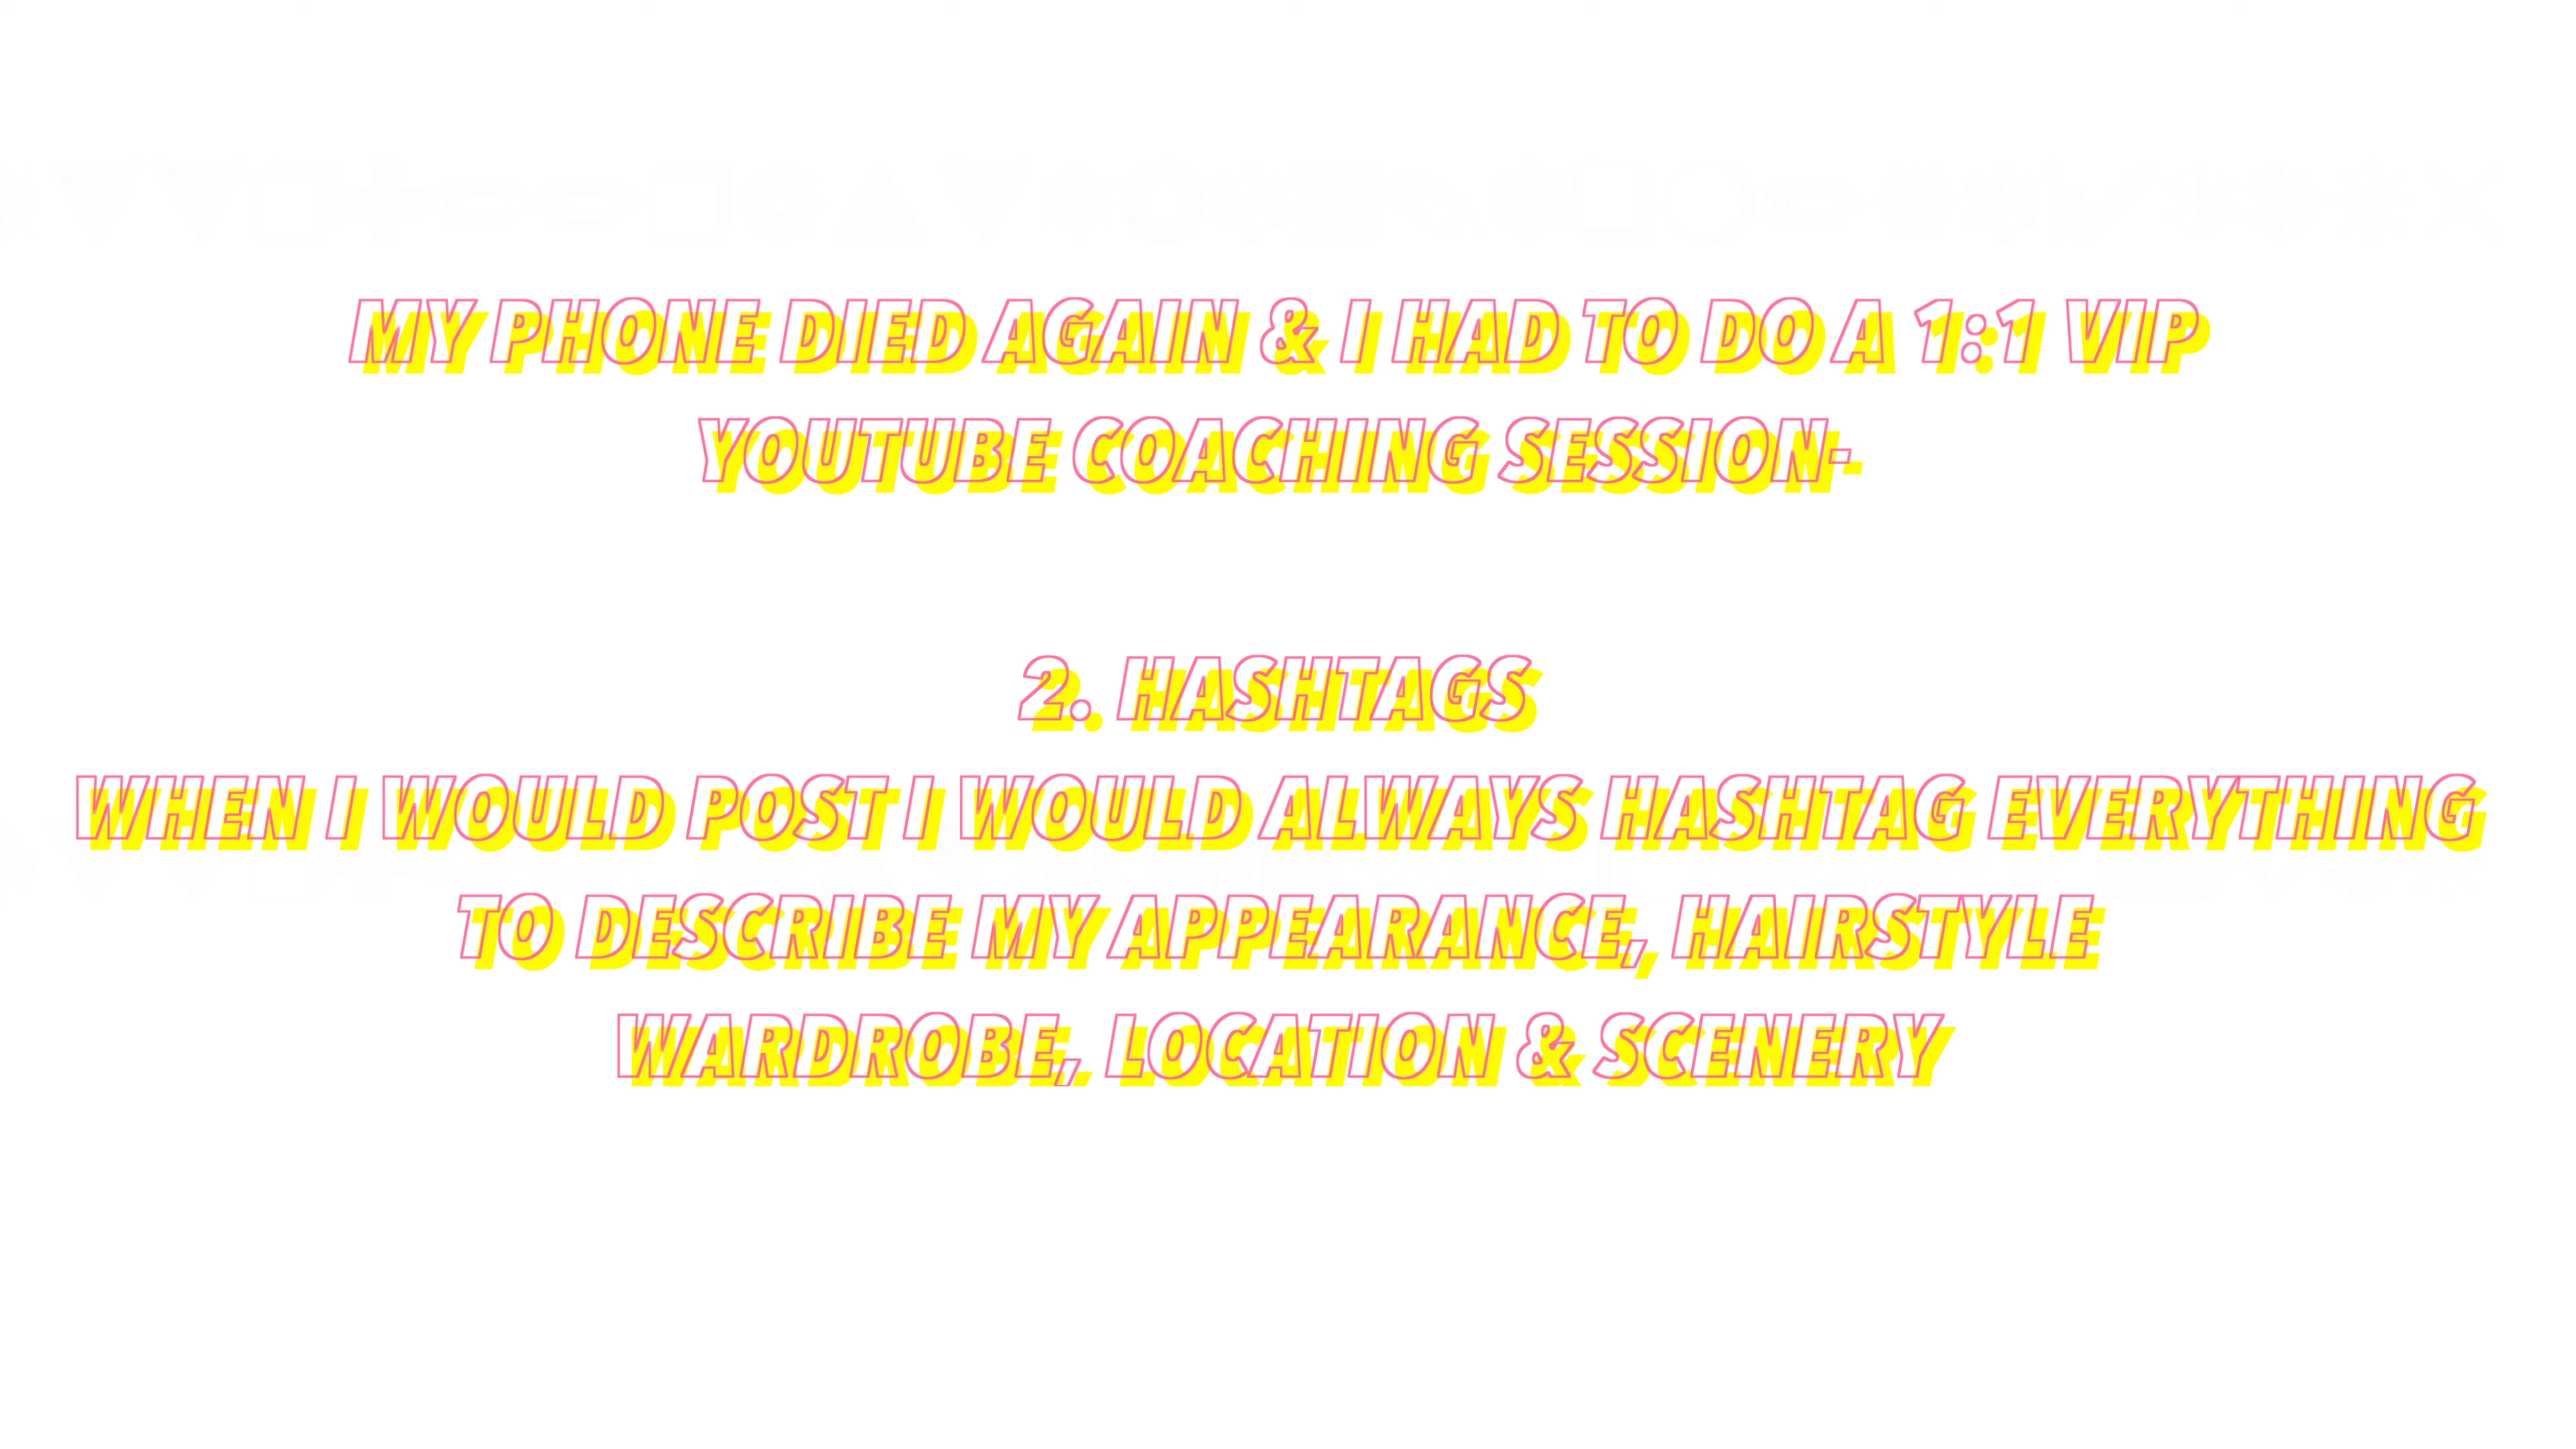 MY PHONE DIED AGAIN & I HAD TO DO A 1:1 VIP
YOUTUBE COACHING SESSION-
2. HASHTAGS
WHEN I WOULD POST I WOULD ALWAYS HASHTAG EVERYTHING
TO DESCRIBE MY APPEARANCE, HAIRSTYLE
WARDROBE, LOCATION & SCENERY